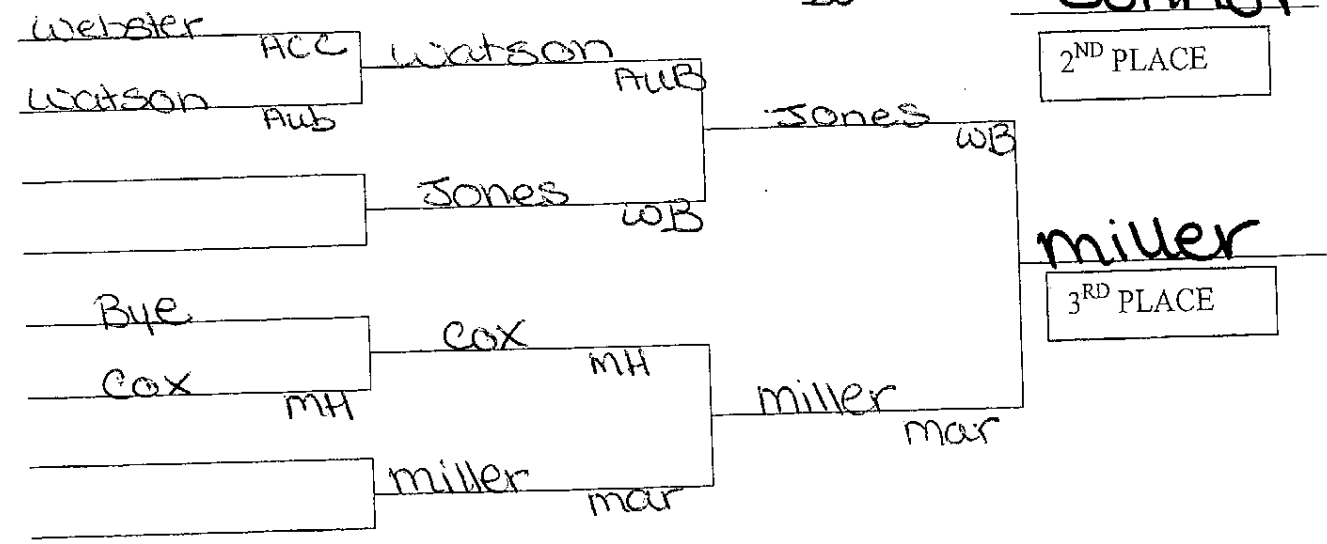 Webster
ACC
Watson
Aub
Watson
AUB
Jones
WB
Jones
WB
2ND PLACE
Bye
Cox
MH
Cox
MH
miller
mar
miller
mar
miller
3RD PLACE